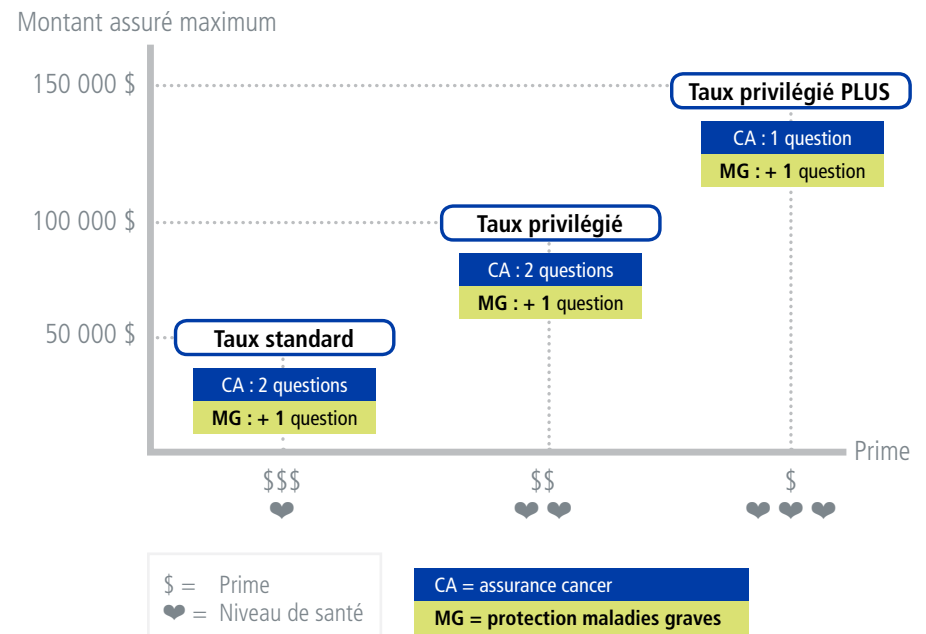 Montant assuré maximum
150 000 $
Taux privilégié PLUS
CA : 1 question
MG : + 1 question
100 000 $
Taux privilégié
CA : 2 questions
MG : + 1 question
50 000 $
Taux standard
CA : 2 questions
MG : + 1 question
Prime
$$$
$$
$
$ = Prime
❤ = Niveau de santé
CA = assurance cancer
MG = protection maladies graves